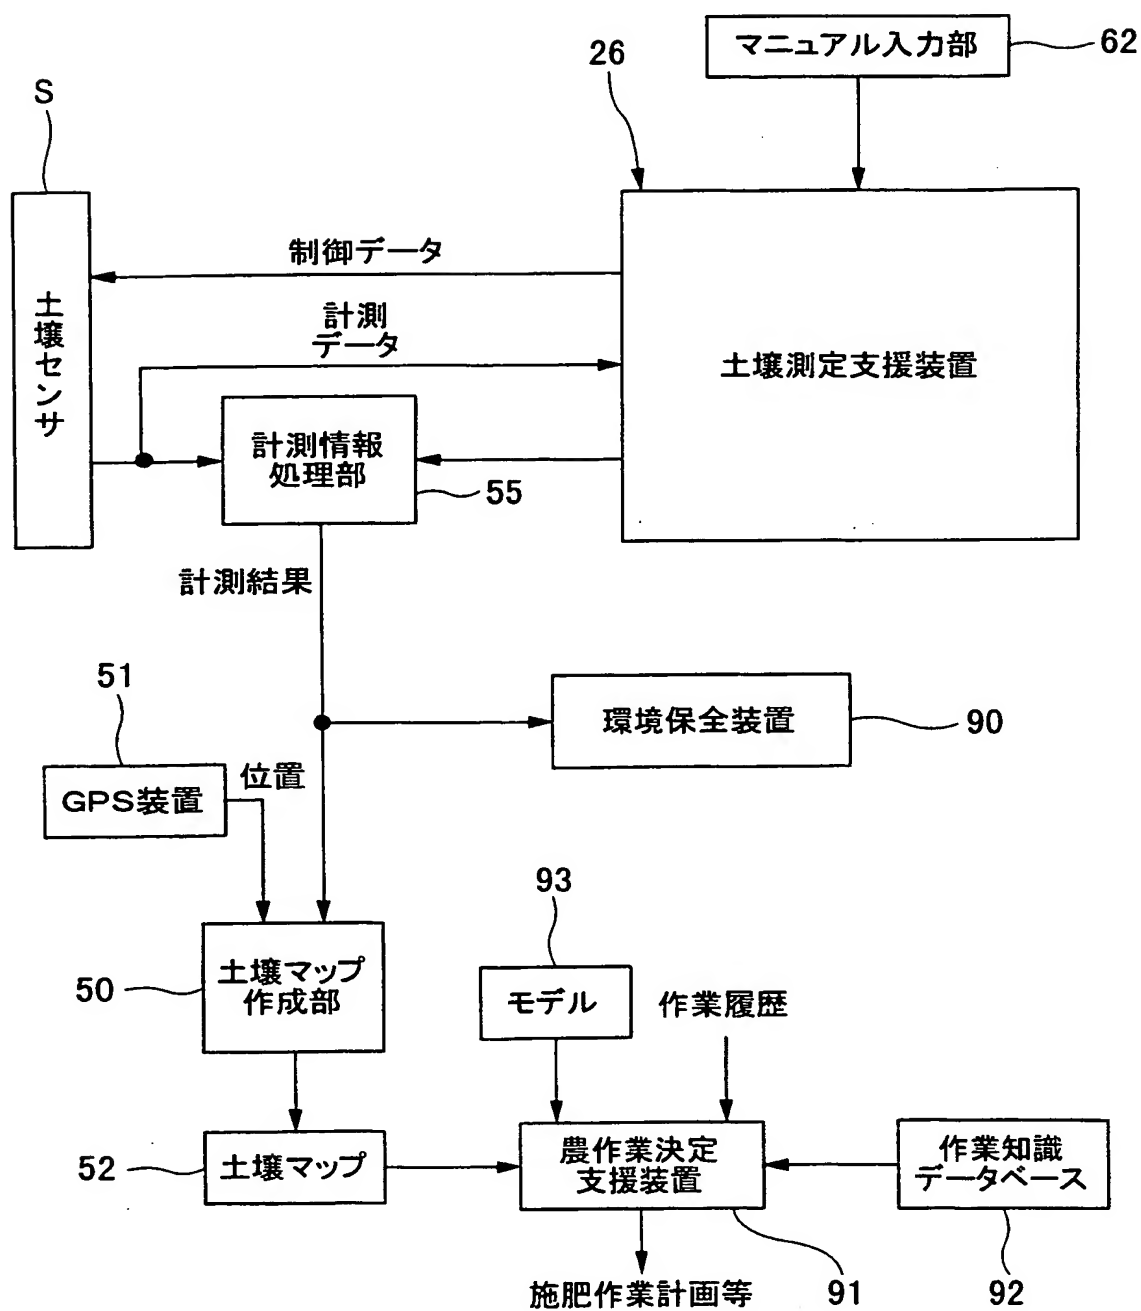 マニュアル入力部
62
26
S
制御データ
計測
データ
土壌センサ
土壌測定支援装置
計測情報
処理部
55
計測結果
51
環境保全装置
90
位置
GPS装置
93
土壌マップ
作成部
50
モデル
作業履歴
52
土壌マップ
農作業決定
支援装置
作業知識
データベース
91
92
施肥作業計画等